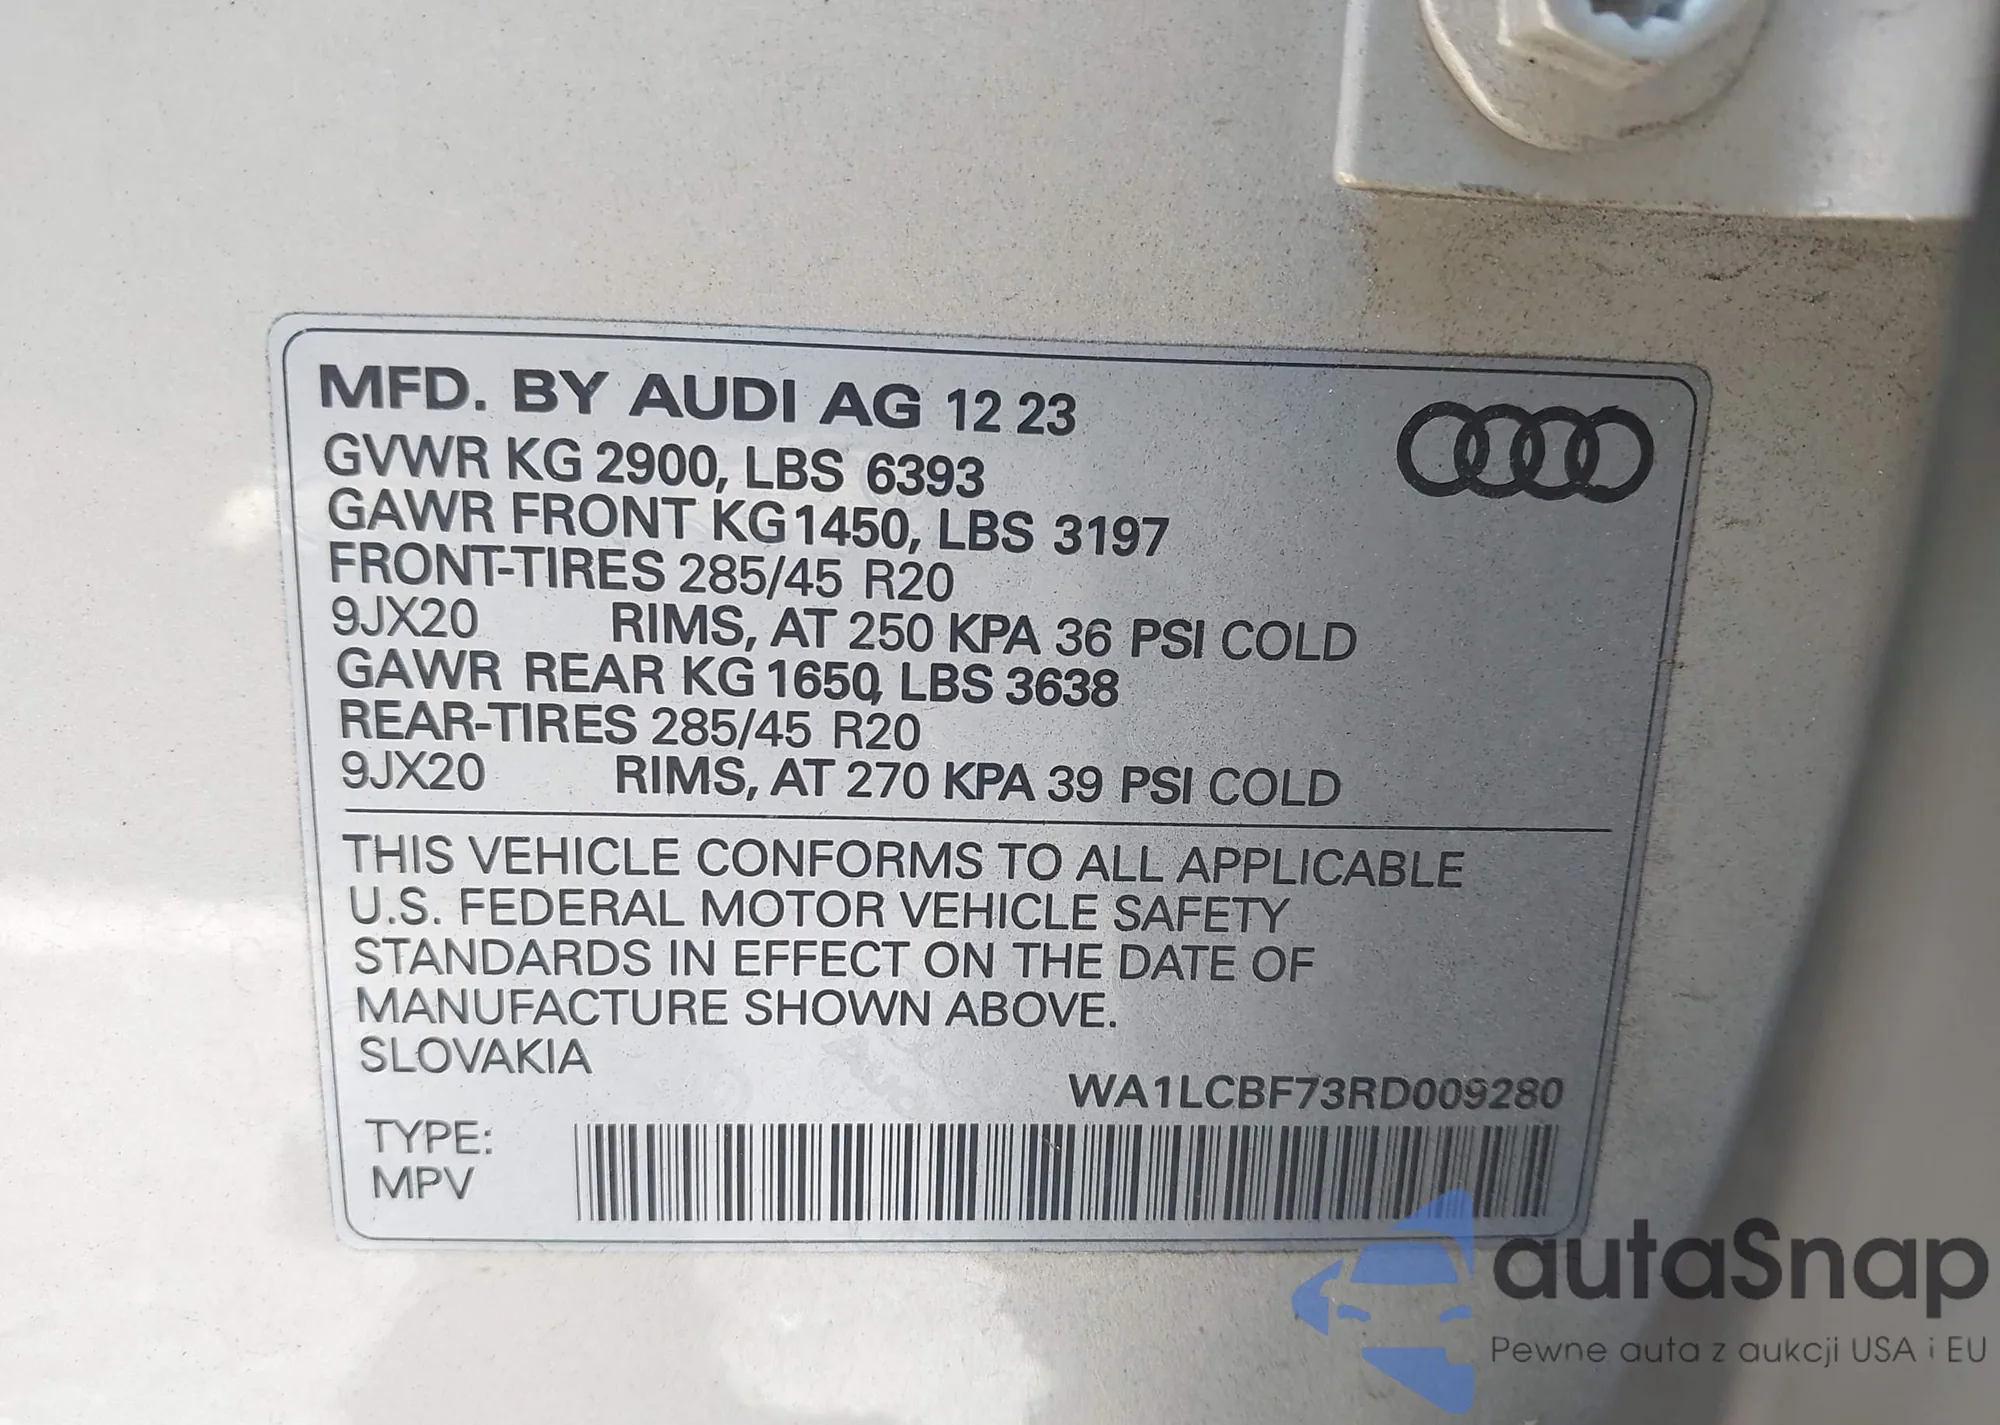 MFD. BY AUDI AG 12 23
GVWR KG 2900, LBS 6393
GAWR FRONT KG 1450, LBS 3197
FRONT-TIRES 285/45 R20
9JX20 RIMS, AT 250 KPA 36 PSI COLD
GAWR REAR KG 1650, LBS 3638
REAR-TIRES 285/45 R20
9JX20 RIMS, AT 270 KPA 39 PSI COLD
THIS VEHICLE CONFORMS TO ALL APPLICABLE
U.S. FEDERAL MOTOR VEHICLE SAFETY
STANDARDS IN EFFECT ON THE DATE OF
MANUFACTURE SHOWN ABOVE.
SLOVAKIA
WA1LCBF73RD009280
TYPE:
MPV
autaSnap
Pewne auta z aukcji USA i EU